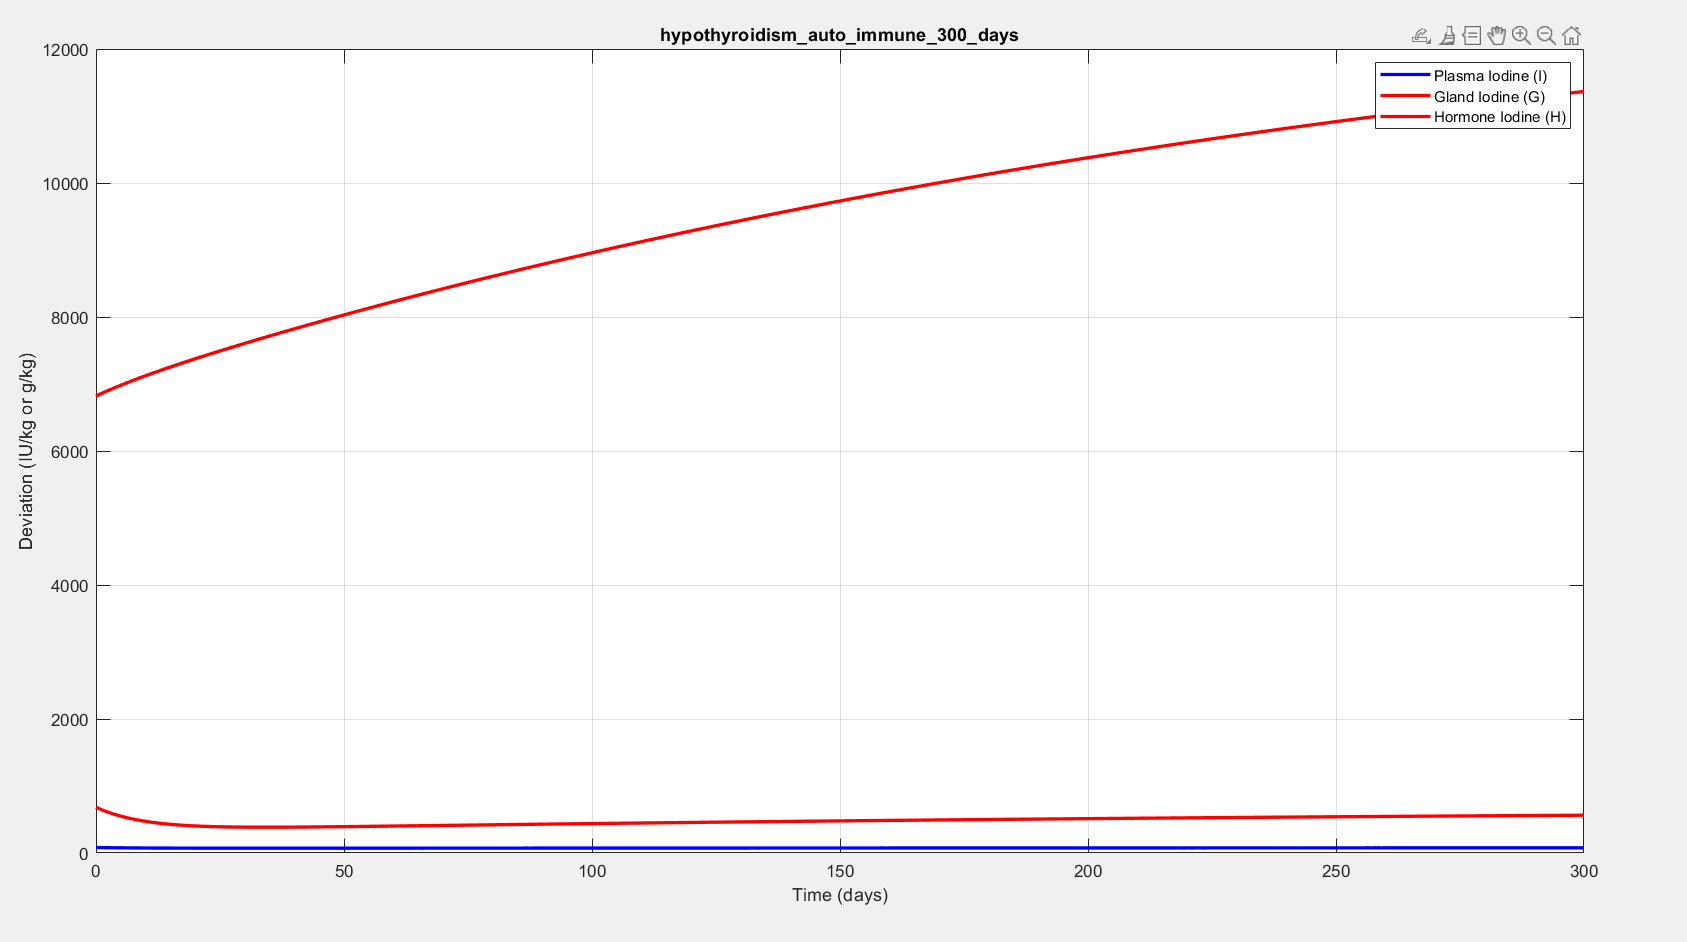 hypothyroidism_auto_immune_300_days
12000
10000
8000
6000
4000
2000
0
Deviation (IU/kg or g/kg)
Plasma Iodine (I)
Gland Iodine (G)
Hormone Iodine (H)
0 50 100 150 200 250 300
Time (days)